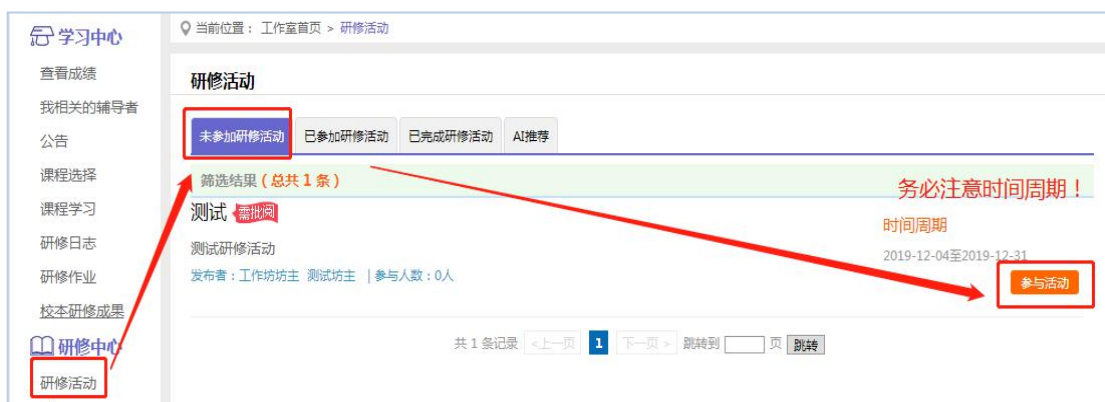 学习中心
查看成绩
我相关的辅导者
公告
课程选择
课程学习
研修日志
研修作业
校本研修成果
研修中心
研修活动
当前位置： 工作室首页 > 研修活动
研修活动
未参加研修活动 已参加研修活动 已完成研修活动 AI推荐
筛选结果（总共1条）
务必注意时间周期！
测试 需批阅
时间周期
测试研修活动
2019-12-04至2019-12-31
发布者：工作坊坊主 测试坊主 | 参与人数：0人
参与活动
共 1 条记录 <上一页 1 下一页> 跳转到 页 跳转